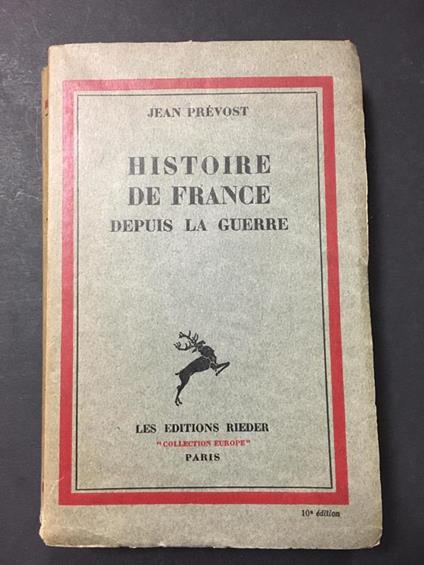 JEAN PRÉVOST
HISTOIRE
DE FRANCE
DEPUIS LA GUERRE
LES EDITIONS RIEDER
"COLLECTION EUROPE"
PARIS
10e édition